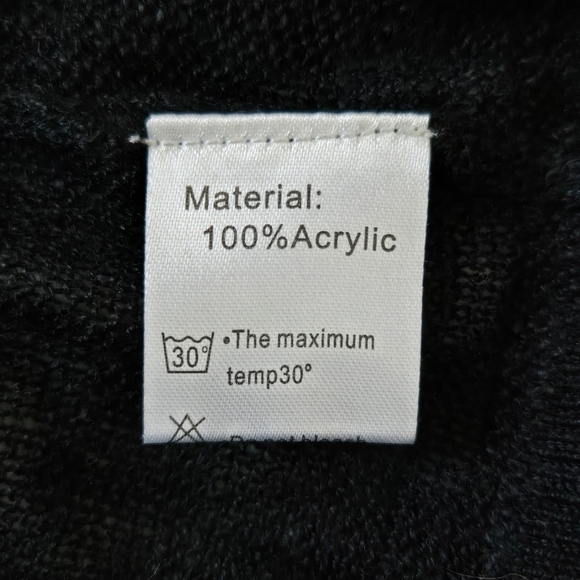 Material:
100%Acrylic
30° •The maximum
temp30°